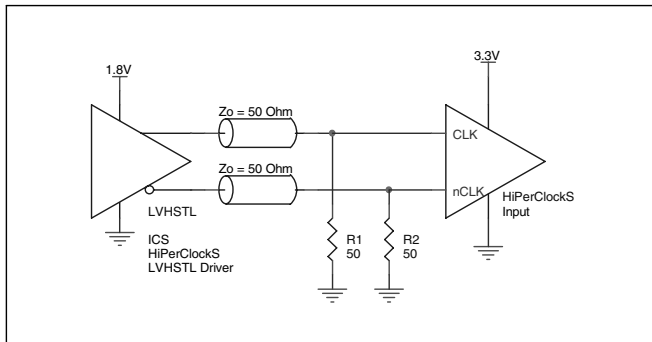 1.8V
3.3V
Zo = 50 Ohm
CLK
Zo = 50 Ohm
nCLK
HiPerClockS
Input
LVHSTL
ICS
HiPerClockS
LVHSTL Driver
R1
50
R2
50